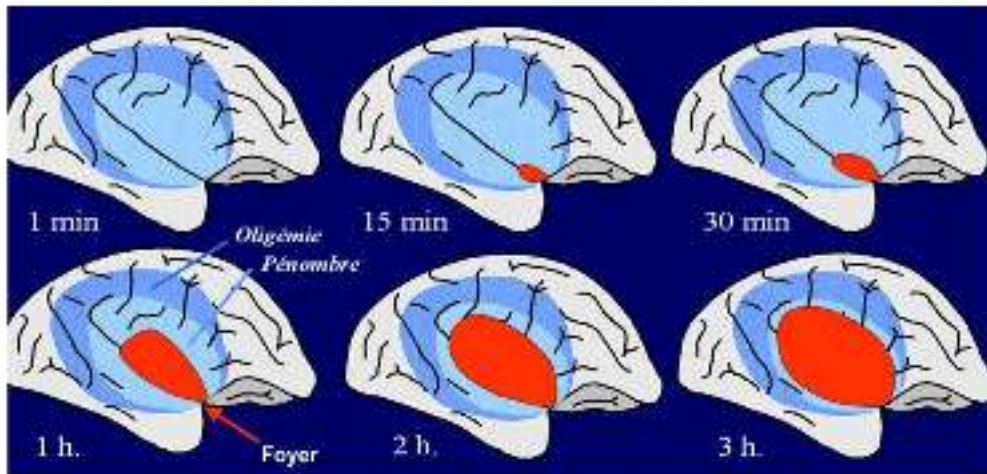 1 min
15 min
30 min
Oligémie
Pénombre
1 h.
Foyer
2 h.
3 h.